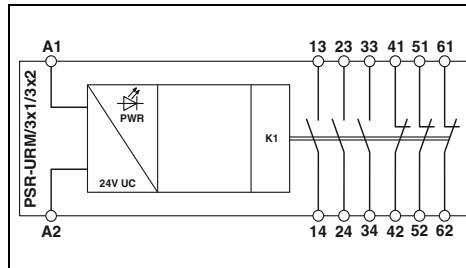 A1 13 23 33 41 51 61
PSR-URM/3x1/3x2
PWR
K1
24V UC
A2 14 24 34 42 52 62